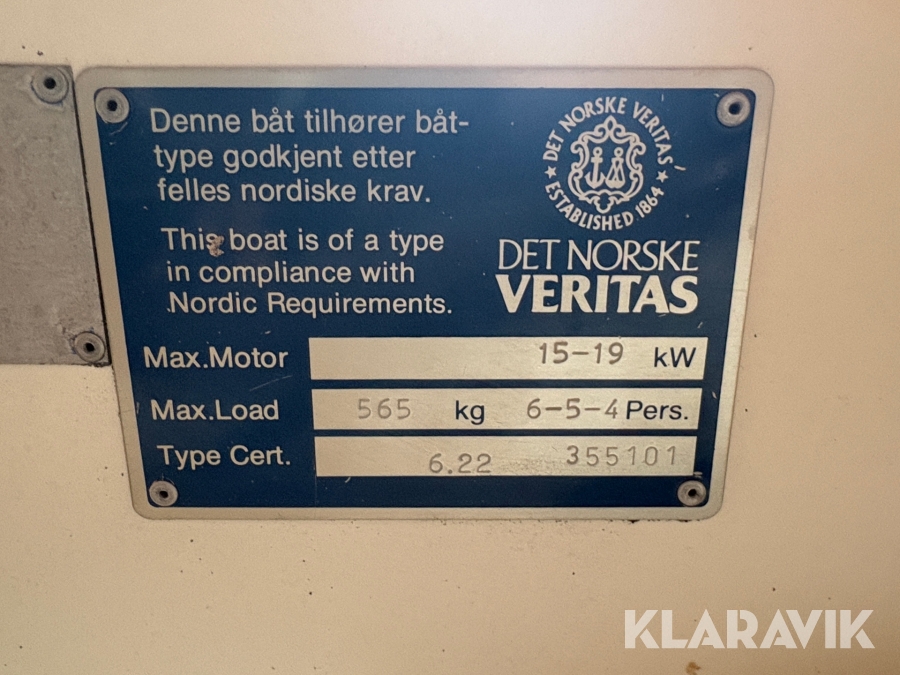 Denne båt tilhører båt-
type godkjent etter
felles nordiske krav.
This boat is of a type
in compliance with
Nordic Requirements.
★ DET NORSKE VERITAS ★
ESTABLISHED 1864
DET NORSKE
VERITAS
Max.Motor 15-19 kW
Max.Load 565 kg 6-5-4 Pers.
Type Cert. 6.22 355101
KLARAVIK